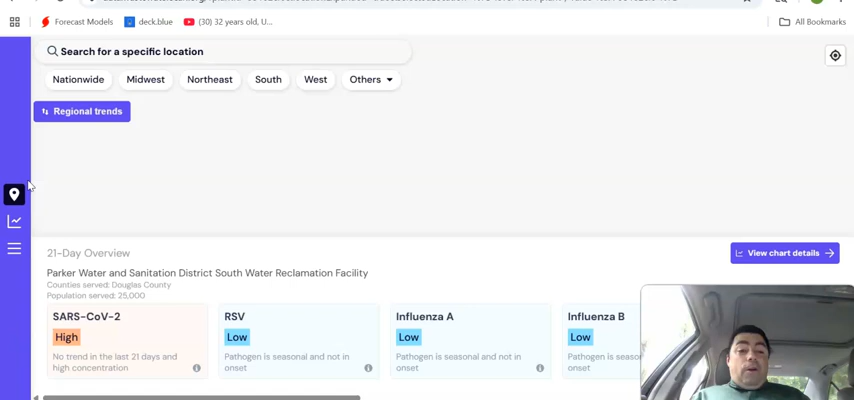 Forecast Models
deck.blue
(30) 32 years old, U...
All Bookmarks
Search for a specific location
Nationwide
Midwest
Northeast
South
West
Others
Regional trends
21-Day Overview
View chart details
Parker Water and Sanitation District South Water Reclamation Facility
Counties served: Douglas County
Population served: 25,000
SARS-CoV-2
High
No trend in the last 21 days and
high concentration
RSV
Low
Pathogen is seasonal and not in
onset
Influenza A
Low
Pathogen is seasonal and not in
onset
Influenza B
Low
Pathogen is
onset